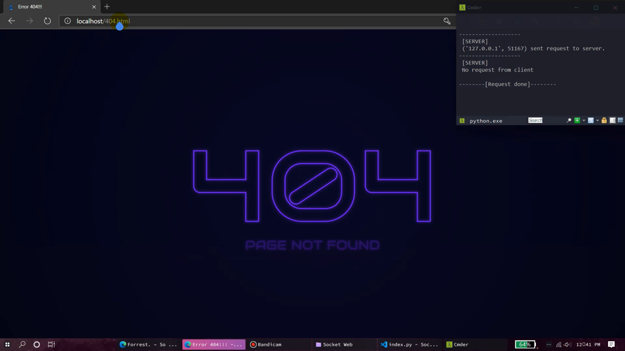 Error 404!!
localhost/404.html
Cmder
-------------------
[SERVER]
('127.0.0.1', 51167) sent request to server.
-------------------
[SERVER]
No request from client
--------[Request done]--------
python.exe
Search
404
PAGE NOT FOUND
Forrest. - So ...
Error 404!!! -...
Bandicam
Socket Web
index.py - Soc...
Cmder
64%
12:41 PM